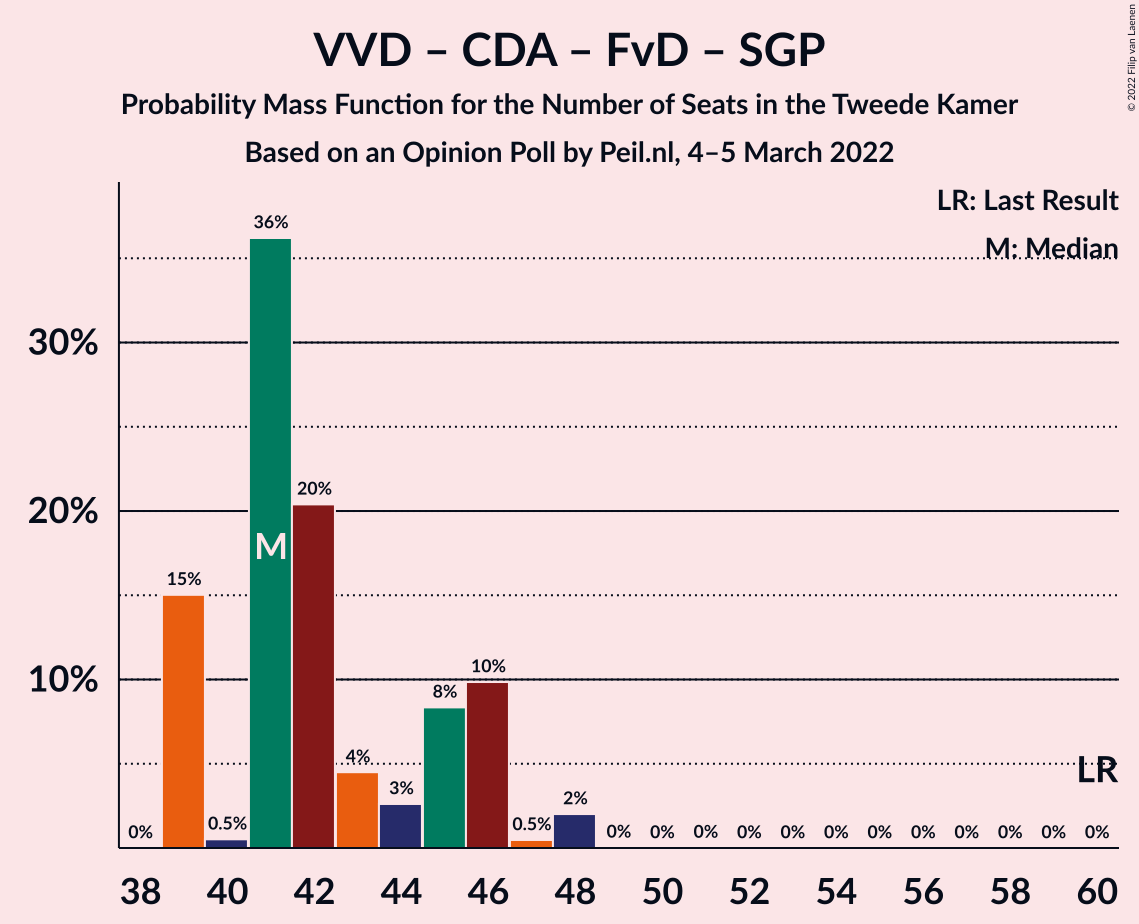 VVD – CDA – FvD – SGP
Probability Mass Function for the Number of Seats in the Tweede Kamer
Based on an Opinion Poll by Peil.nl, 4–5 March 2022
© 2022 Filip van Laenen
LR: Last Result
M: Median
30%
20%
10%
0% 15% 0.5% 36% 20% 4% 3% 8% 10% 0.5% 2% 0% 0% 0% 0% 0% 0% 0% 0% 0% 0% 0% 0%
M
LR
38 40 42 44 46 48 50 52 54 56 58 60